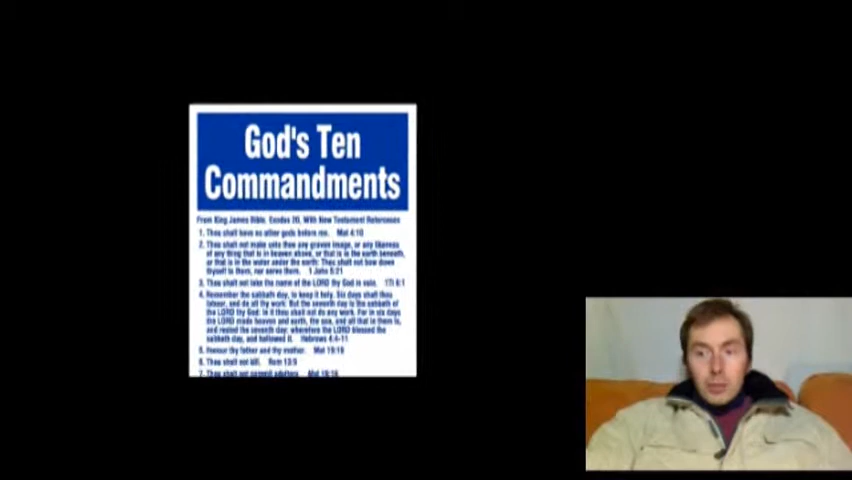 God's Ten
Commandments
From King James Bible, Exodus 20, With New Testament References
1. Thou shalt have no other gods before me. Mat 4:10
2. Thou shalt not make unto thee any graven image, or any likeness
of any thing that is in heaven above, or that is in the earth beneath,
or that is in the water under the earth: Thou shalt not bow down
thyself to them, nor serve them. 1 John 5:21
3. Thou shalt not take the name of the LORD thy God in vain. 1Ti 6:1
4. Remember the sabbath day, to keep it holy. Six days shalt thou
labour, and do all thy work: But the seventh day is the sabbath of
the LORD thy God: in it thou shalt not do any work. For in six days
the LORD made heaven and earth, the sea, and all that in them is,
and rested the seventh day: wherefore the LORD blessed the
sabbath day, and hallowed it. Hebrews 4:4-11
5. Honour thy father and thy mother. Mat 19:19
6. Thou shalt not kill. Rom 13:9
7. Thou shalt not commit adultery. Mat 19:18